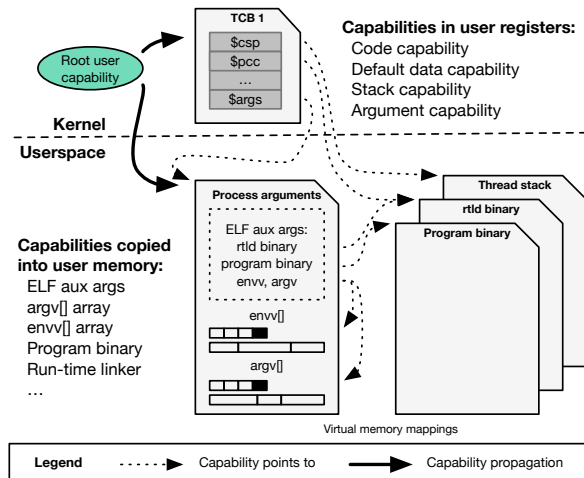 TCB 1
$csp
$pcc
...
$args
Root user
capability
Capabilities in user registers:
Code capability
Default data capability
Stack capability
Argument capability
Kernel
Userspace
Process arguments
ELF aux args:
rtld binary
program binary
envv, argv
envv[]
argv[]
Thread stack
rtld binary
Program binary
Capabilities copied
into user memory:
ELF aux args
argv[] array
envv[] array
Program binary
Run-time linker
...
Virtual memory mappings
Legend
Capability points to
Capability propagation